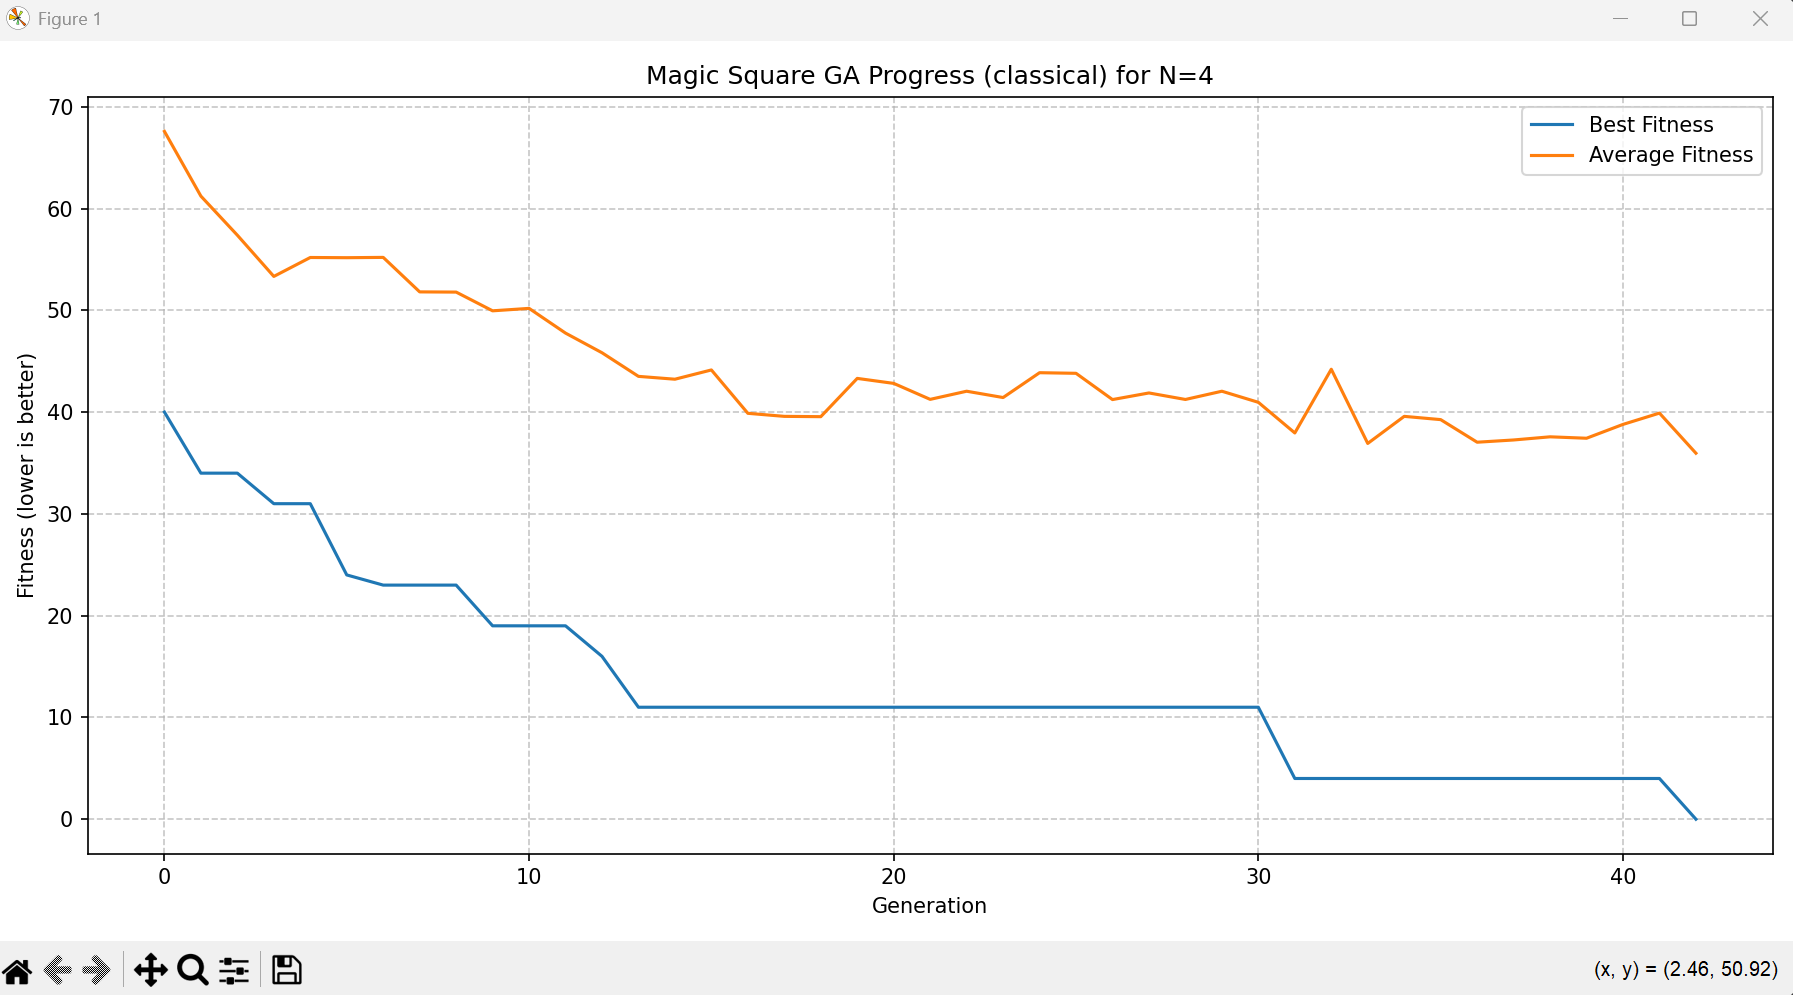 Figure 1
Magic Square GA Progress (classical) for N=4
Best Fitness
Average Fitness
Fitness (lower is better)
70
60
50
40
30
20
10
0
0 10 20 30 40
Generation
(x, y) = (2.46, 50.92)